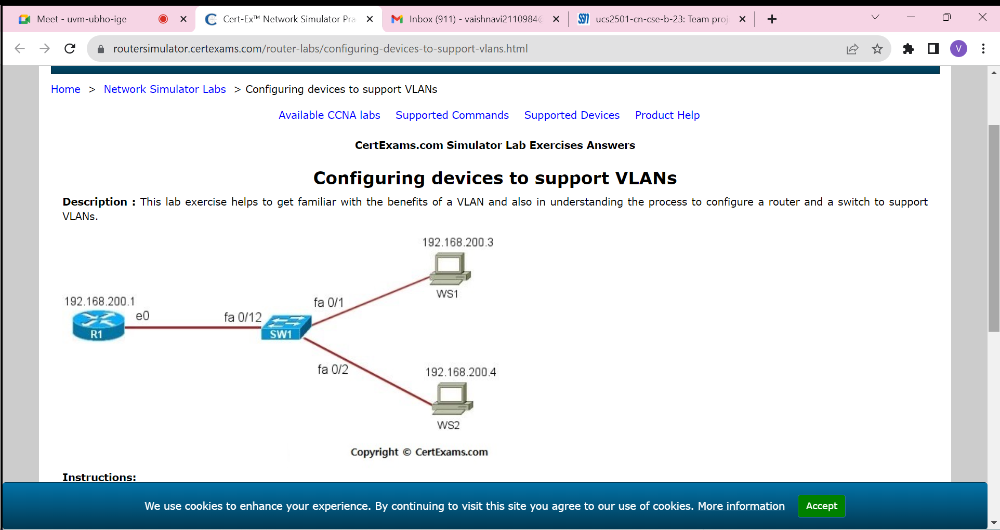 Meet - uvm-ubho-ige
Cert-Ex™ Network Simulator Pra
Inbox (911) - vaishnavi2110984@
ucs2501-cn-cse-b-23: Team proj
routersimulator.certexams.com/router-labs/configuring-devices-to-support-vlans.html
V
Home > Network Simulator Labs > Configuring devices to support VLANs
Available CCNA labs Supported Commands Supported Devices Product Help
CertExams.com Simulator Lab Exercises Answers
Configuring devices to support VLANs
Description : This lab exercise helps to get familiar with the benefits of a VLAN and also in understanding the process to configure a router and a switch to support
VLANs.
192.168.200.3
WS1
192.168.200.1
e0
fa 0/12
fa 0/1
R1
SW1
fa 0/2
192.168.200.4
WS2
Copyright © CertExams.com
Instructions:
We use cookies to enhance your experience. By continuing to visit this site you agree to our use of cookies. More information
Accept